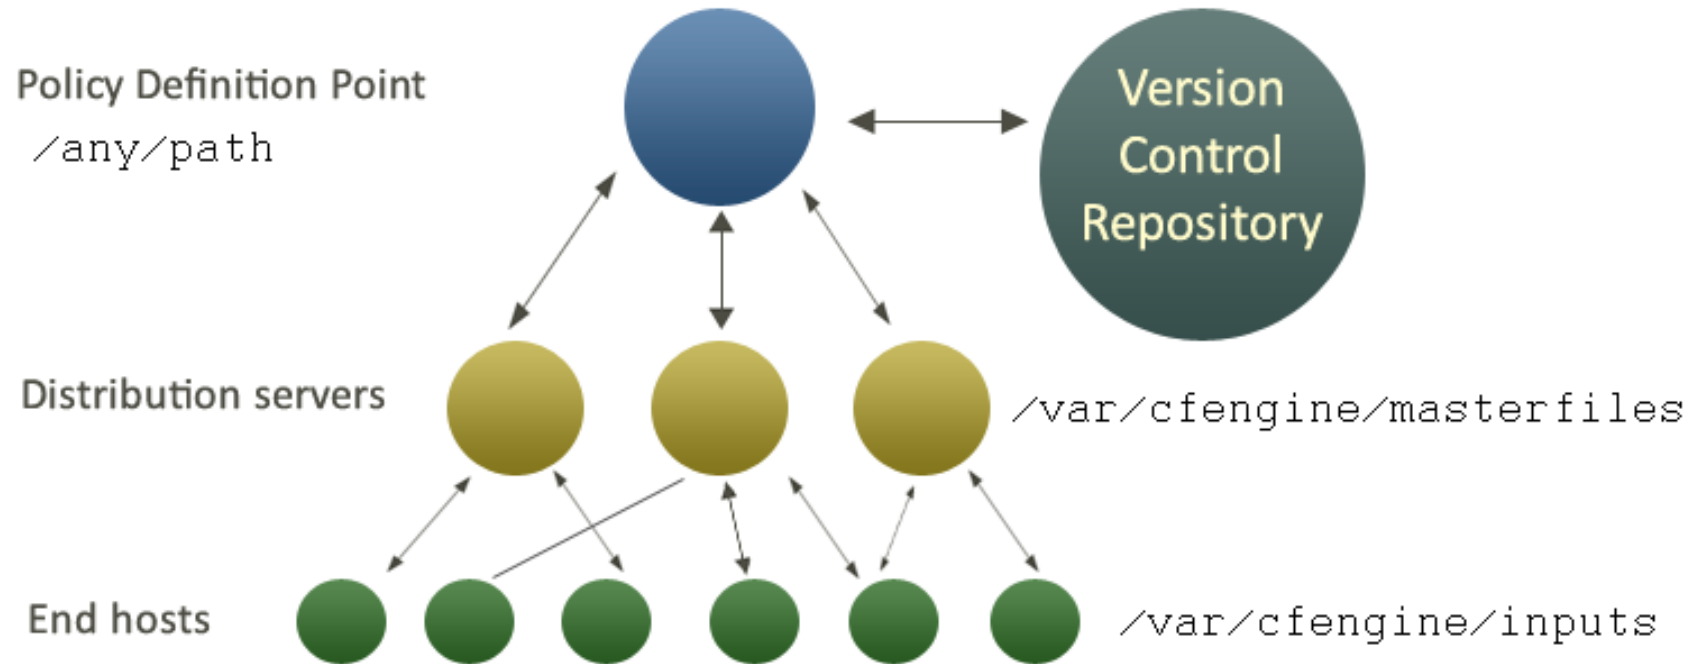 Policy Definition Point
/any/path
Version
Control
Repository
Distribution servers
/var/cfengine/masterfiles
End hosts
/var/cfengine/inputs